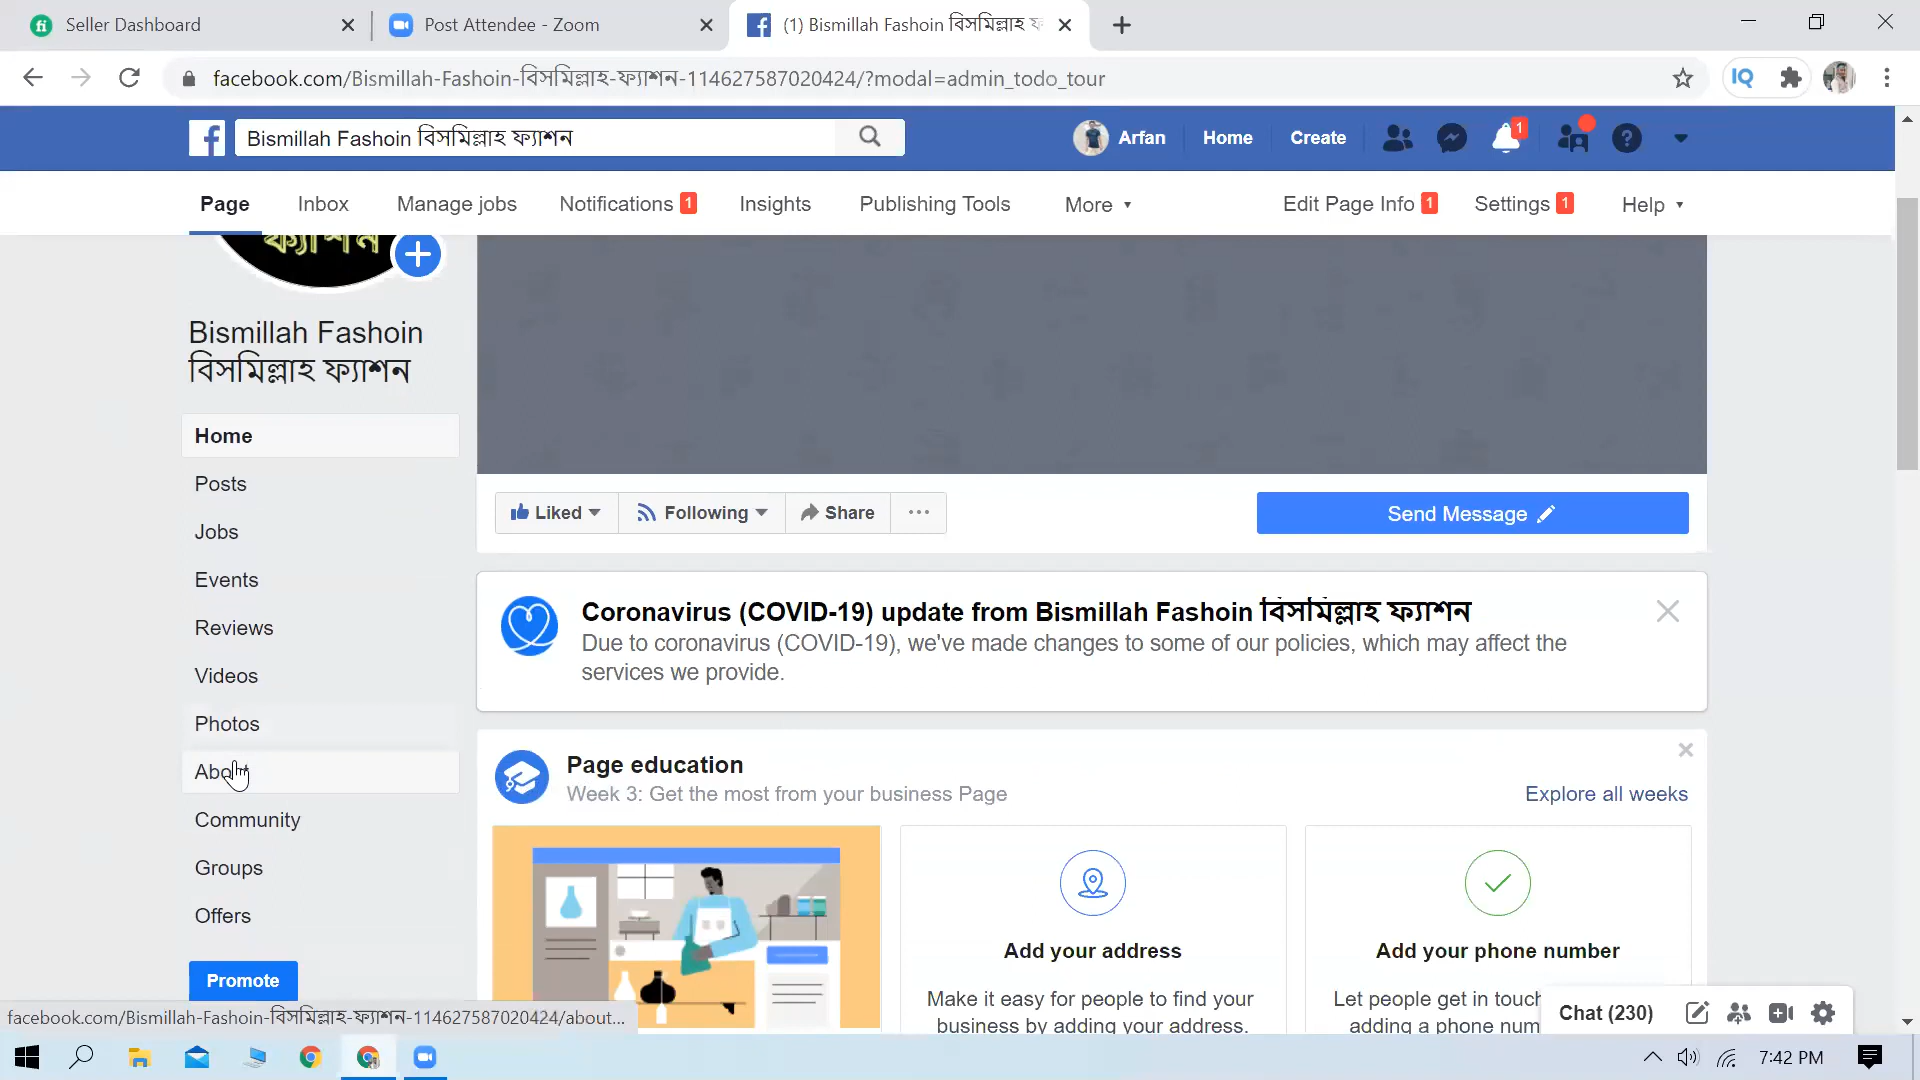 Seller Dashboard
Post Attendee - Zoom
(1) Bismillah Fashoin বিসমিল্লাহ ফ
facebook.com/Bismillah-Fashoin-বিসমিল্লাহ-ফ্যাশন-114627587020424/?modal=admin_todo_tour
IQ
Bismillah Fashoin বিসমিল্লাহ ফ্যাশন
Arfan
Home
Create
1
Page
Inbox
Manage jobs
Notifications 1
Insights
Publishing Tools
More
Edit Page Info 1
Settings 1
Help
ফ্যাশন
Bismillah Fashoin
বিসমিল্লাহ ফ্যাশন
Home
Posts
Jobs
Events
Reviews
Videos
Photos
About
Community
Groups
Offers
Promote
Liked
Following
Share
Send Message
Coronavirus (COVID-19) update from Bismillah Fashoin বিসমিল্লাহ ফ্যাশন
Due to coronavirus (COVID-19), we've made changes to some of our policies, which may affect the
services we provide.
Page education
Week 3: Get the most from your business Page
Explore all weeks
Add your address
Make it easy for people to find your
business by adding your address.
Add your phone number
Let people get in touch
adding a phone num
Chat (230)
facebook.com/Bismillah-Fashoin-বিসমিল্লাহ-ফ্যাশন-114627587020424/about...
7:42 PM